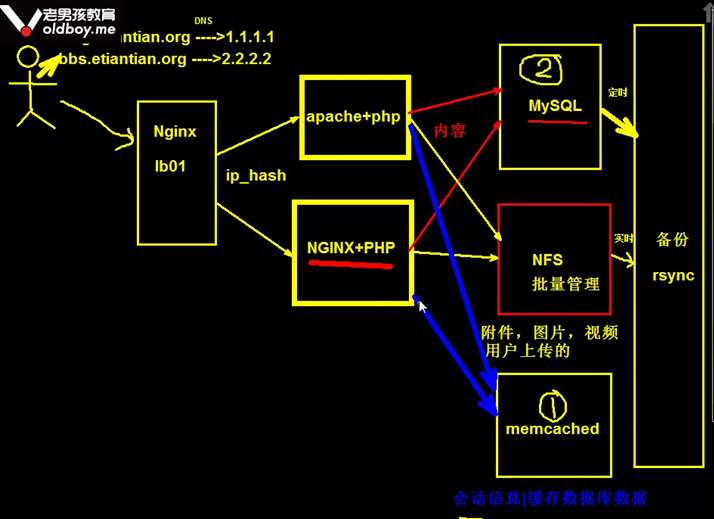 老男孩教育
oldboy.me
DNS
antian.org ---->1.1.1.1
bbs.etiantian.org ---->2.2.2.2
Nginx
lb01
ip_hash
apache+php
NGINX+PHP
内容
②
MySQL
定时
NFS
批量管理
实时
备份
rsync
附件，图片，视频
用户上传的
①
memcached
会话信息|缓存数据库数据